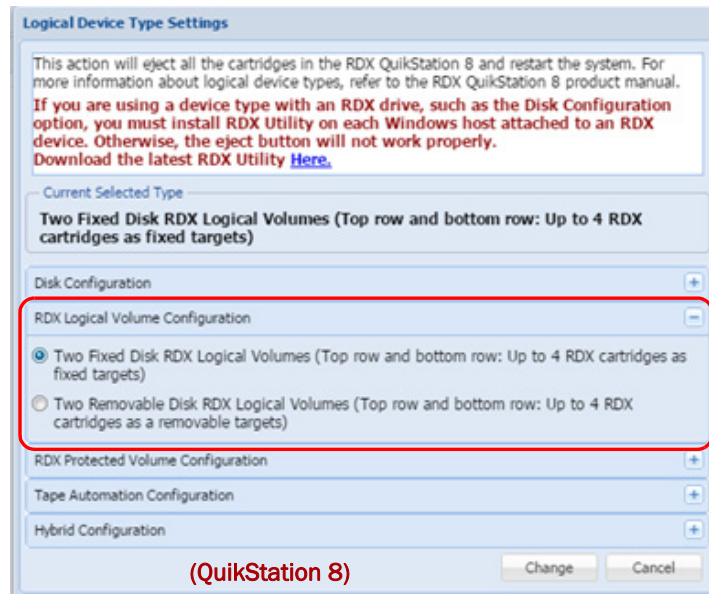 Logical Device Type Settings
This action will eject all the cartridges in the RDX QuikStation 8 and restart the system. For
more information about logical device types, refer to the RDX QuikStation 8 product manual.
If you are using a device type with an RDX drive, such as the Disk Configuration
option, you must install RDX Utility on each Windows host attached to an RDX
device. Otherwise, the eject button will not work properly.
Download the latest RDX Utility Here.
Current Selected Type
Two Fixed Disk RDX Logical Volumes (Top row and bottom row: Up to 4 RDX
cartridges as fixed targets)
Disk Configuration
RDX Logical Volume Configuration
Two Fixed Disk RDX Logical Volumes (Top row and bottom row: Up to 4 RDX cartridges as
fixed targets)
Two Removable Disk RDX Logical Volumes (Top row and bottom row: Up to 4 RDX
cartridges as a removable targets)
RDX Protected Volume Configuration
Tape Automation Configuration
Hybrid Configuration
(QuikStation 8)
Change Cancel